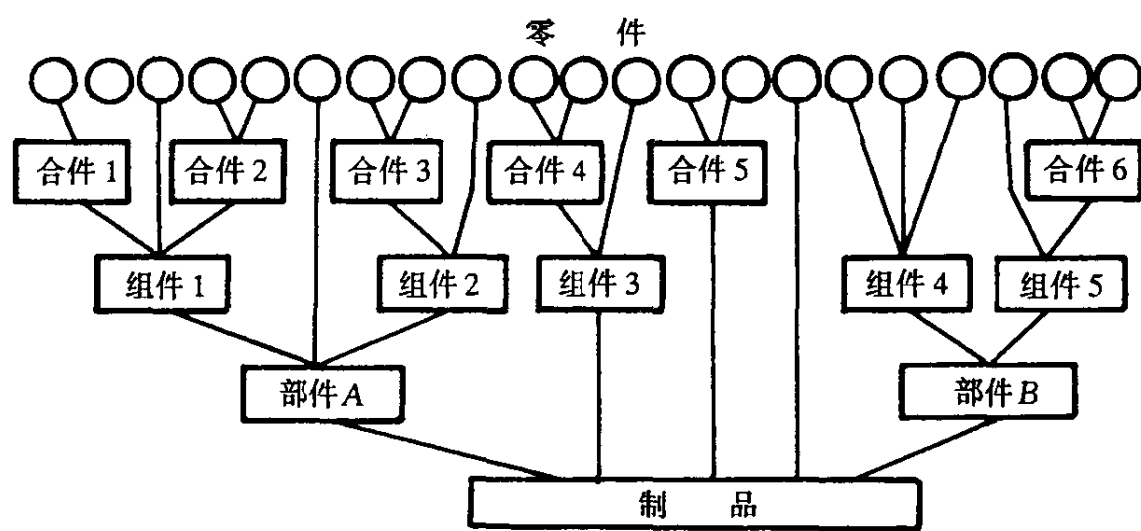 零 件
合件 1 合件 2 合件 3 合件 4 合件 5 合件 6
组件 1 组件 2 组件 3 组件 4 组件 5
部件 A 部件 B
制 品